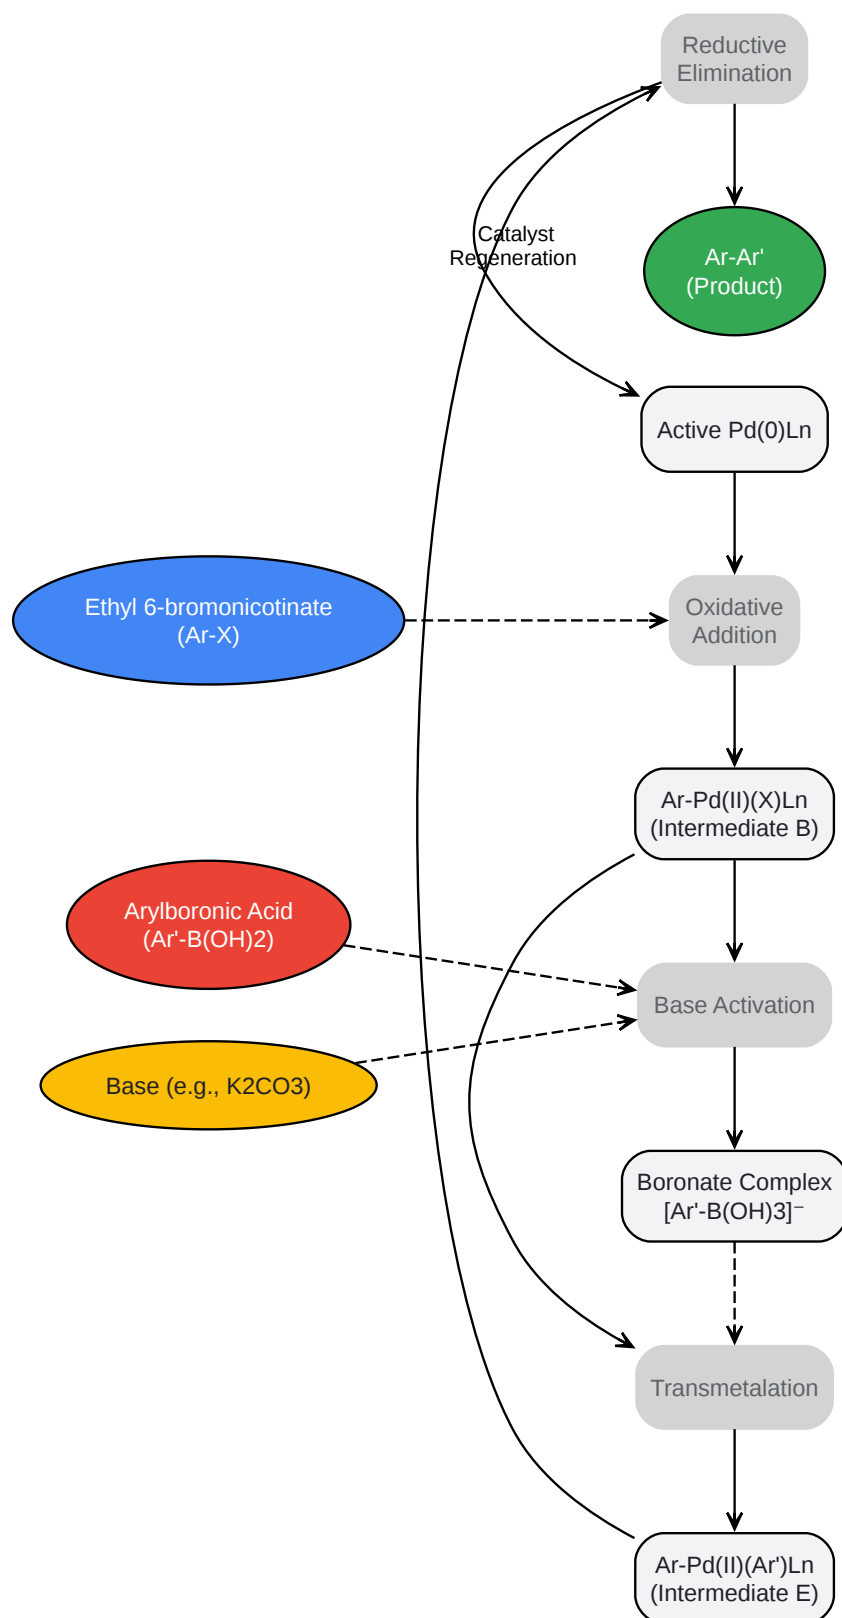 Reductive
Elimination
Catalyst
Regeneration
Ar-Ar'
(Product)
Active Pd(0)Ln
Ethyl 6-bromonicotinate
(Ar-X)
Oxidative
Addition
Ar-Pd(II)(X)Ln
(Intermediate B)
Arylboronic Acid
(Ar'-B(OH)2)
Base Activation
Base (e.g., K2CO3)
Boronate Complex
[Ar'-B(OH)3]⁻
Transmetalation
Ar-Pd(II)(Ar')Ln
(Intermediate E)